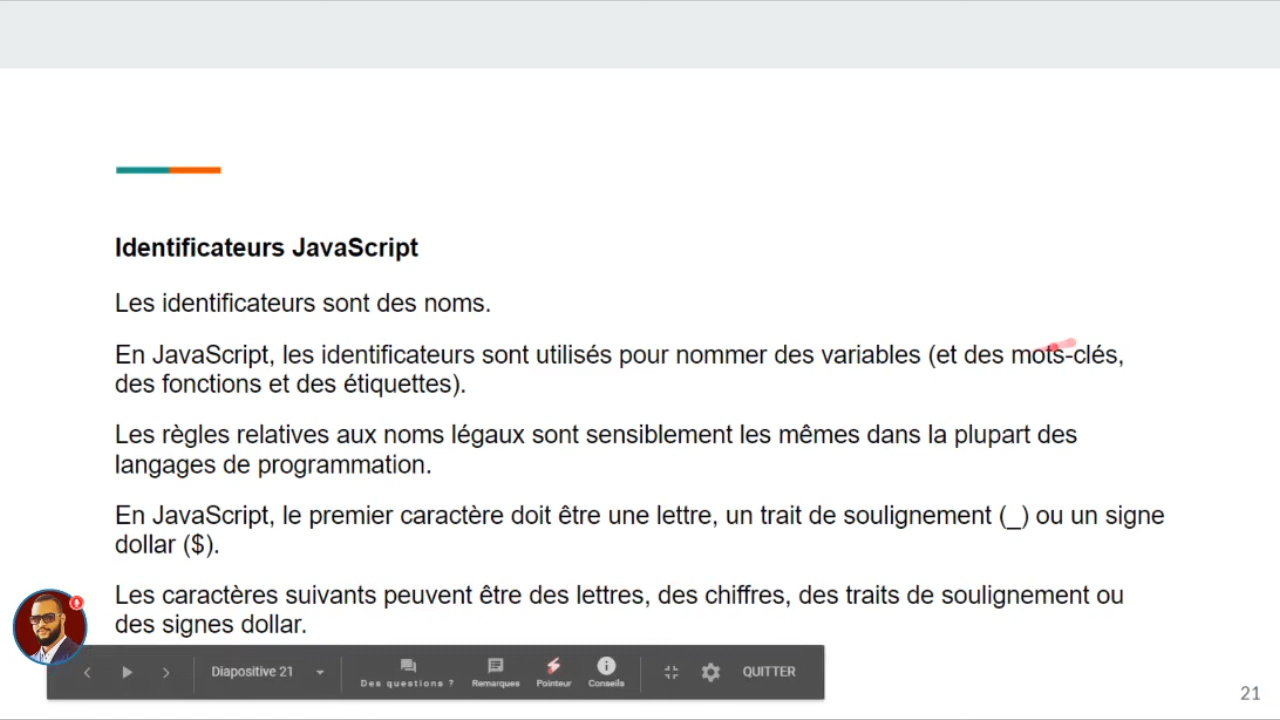 Identificateurs JavaScript
Les identificateurs sont des noms.
En JavaScript, les identificateurs sont utilisés pour nommer des variables (et des mots-clés,
des fonctions et des étiquettes).
Les règles relatives aux noms légaux sont sensiblement les mêmes dans la plupart des
langages de programmation.
En JavaScript, le premier caractère doit être une lettre, un trait de soulignement (_) ou un signe
dollar ($).
Les caractères suivants peuvent être des lettres, des chiffres, des traits de soulignement ou
des signes dollar.
Diapositive 21
Des questions ?
Remarques
Pointeur
Conseils
QUITTER
21